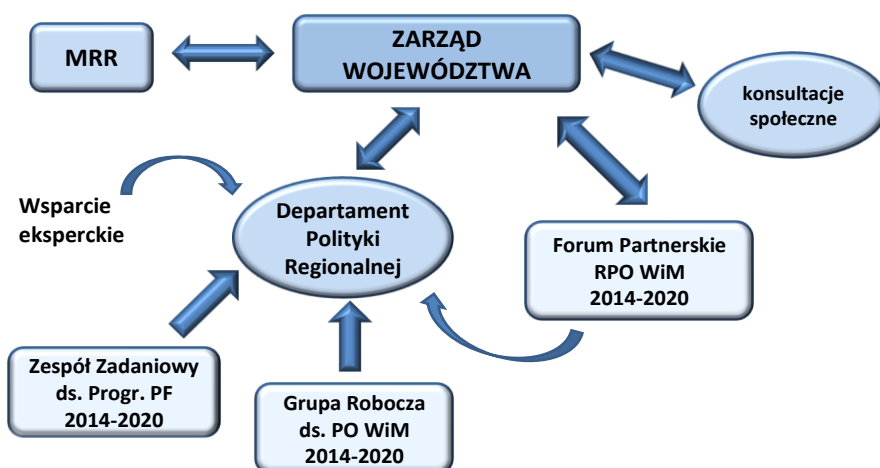 MRR
ZARZĄD
WOJEWÓDZTWA
konsultacje
społeczne
Wsparcie
eksperckie
Departament
Polityki
Regionalnej
Forum Partnerskie
RPO WiM
2014-2020
Zespół Zadaniowy
ds. Progr. PF
2014-2020
Grupa Robocza
ds. PO WiM
2014-2020